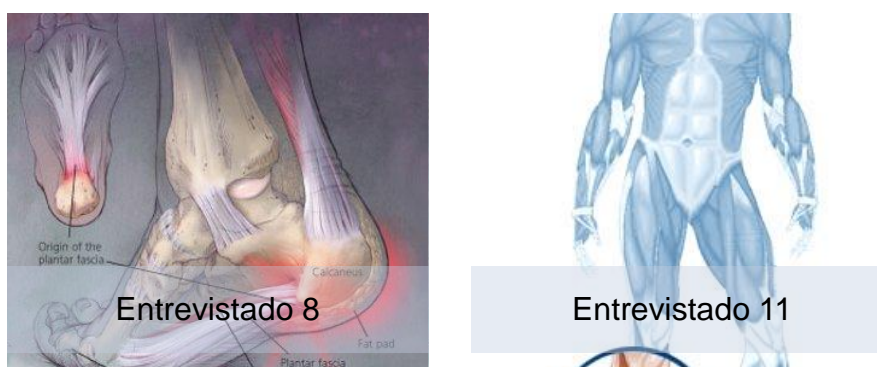 Origin of the
plantar fascia
Calcaneus
Entrevistado 8
Fat pad
Plantar fascia
Entrevistado 11